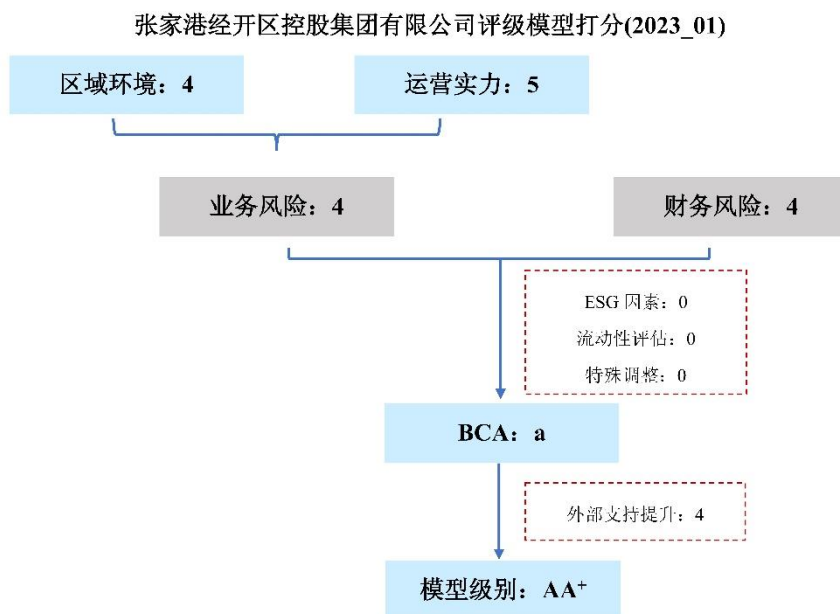 张家港经开区控股集团有限公司评级模型打分(2023_01)
区域环境：4
运营实力：5
业务风险：4
财务风险：4
ESG 因素：0
流动性评估：0
特殊调整：0
BCA：a
外部支持提升：4
模型级别：AA⁺